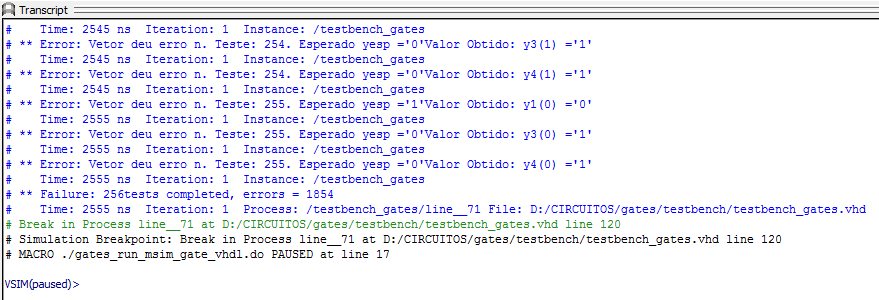 Transcript
#    Time: 2545 ns  Iteration: 1  Instance: /testbench_gates
# ** Error: Vetor deu erro n. Teste: 254. Esperado yesp ='0'Valor Obtido: y3(1) ='1'
#    Time: 2545 ns  Iteration: 1  Instance: /testbench_gates
# ** Error: Vetor deu erro n. Teste: 254. Esperado yesp ='0'Valor Obtido: y4(1) ='1'
#    Time: 2545 ns  Iteration: 1  Instance: /testbench_gates
# ** Error: Vetor deu erro n. Teste: 255. Esperado yesp ='1'Valor Obtido: y1(0) ='0'
#    Time: 2555 ns  Iteration: 1  Instance: /testbench_gates
# ** Error: Vetor deu erro n. Teste: 255. Esperado yesp ='0'Valor Obtido: y3(0) ='1'
#    Time: 2555 ns  Iteration: 1  Instance: /testbench_gates
# ** Error: Vetor deu erro n. Teste: 255. Esperado yesp ='0'Valor Obtido: y4(0) ='1'
#    Time: 2555 ns  Iteration: 1  Instance: /testbench_gates
# ** Failure: 256tests completed, errors = 1854
#    Time: 2555 ns  Iteration: 1  Process: /testbench_gates/line__71 File: D:/CIRCUITOS/gates/testbench/testbench_gates.vhd
# Break in Process line__71 at D:/CIRCUITOS/gates/testbench/testbench_gates.vhd line 120
# Simulation Breakpoint: Break in Process line__71 at D:/CIRCUITOS/gates/testbench/testbench_gates.vhd line 120
# MACRO ./gates_run_msim_gate_vhdl.do PAUSED at line 17
VSIM(paused)>